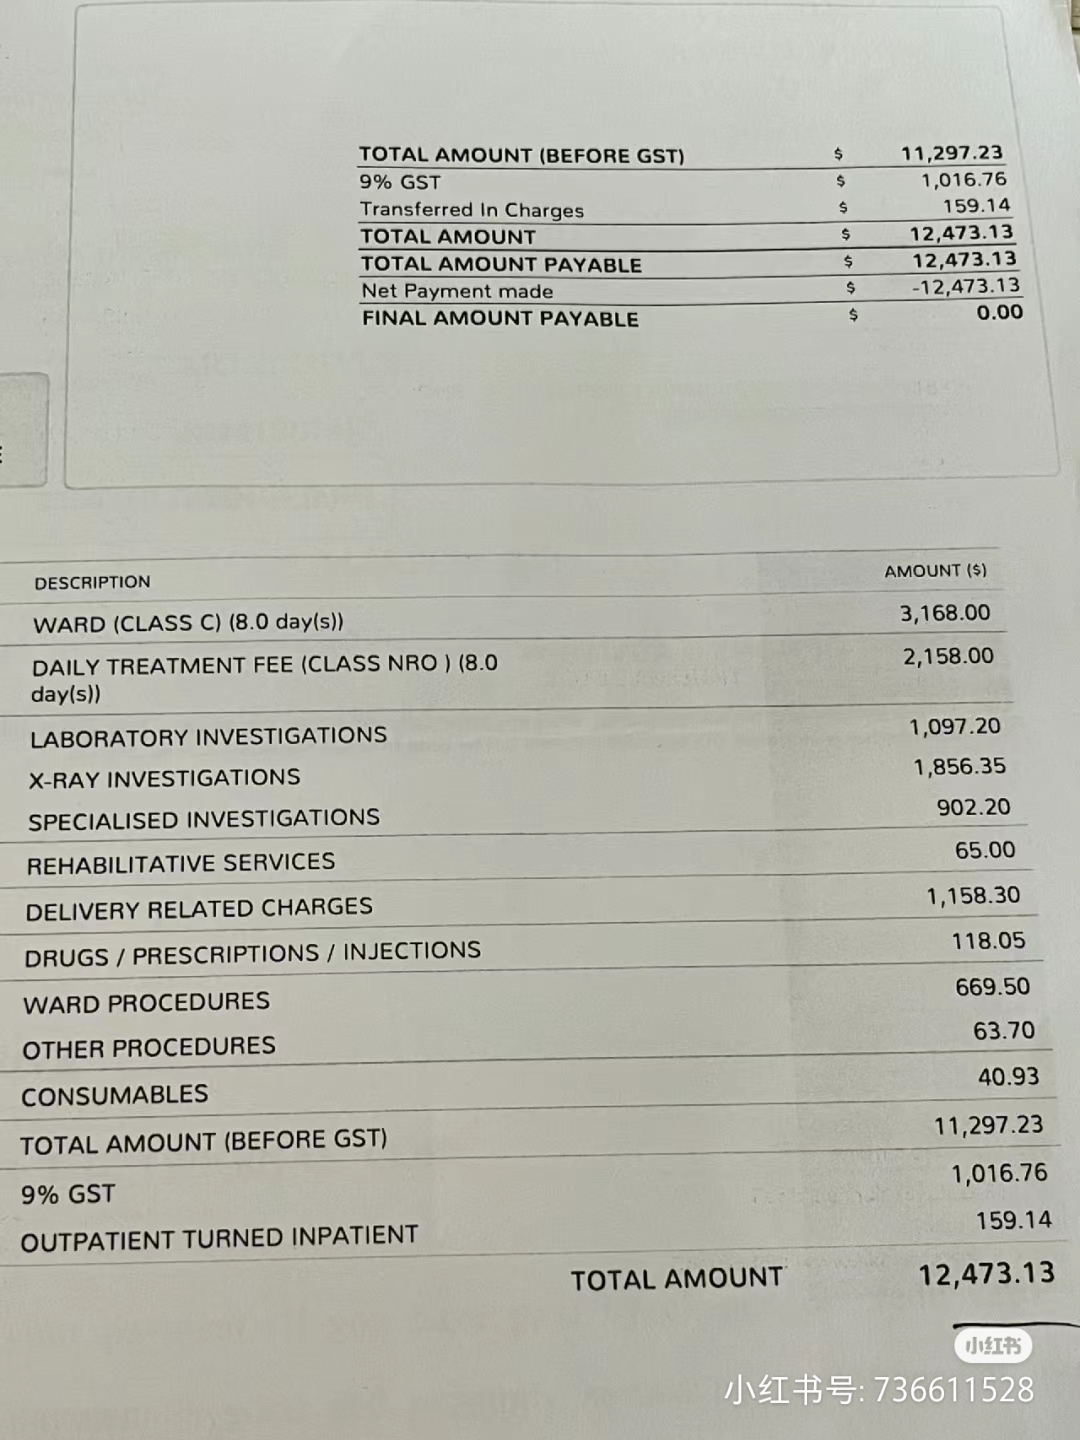 TOTAL AMOUNT (BEFORE GST) $ 11,297.23
9% GST $ 1,016.76
Transferred In Charges $ 159.14
TOTAL AMOUNT $ 12,473.13
TOTAL AMOUNT PAYABLE $ 12,473.13
Net Payment made $ -12,473.13
FINAL AMOUNT PAYABLE $ 0.00
DESCRIPTION AMOUNT ($)
WARD (CLASS C) (8.0 day(s)) 3,168.00
DAILY TREATMENT FEE (CLASS NRO ) (8.0 2,158.00
day(s))
LABORATORY INVESTIGATIONS 1,097.20
X-RAY INVESTIGATIONS 1,856.35
SPECIALISED INVESTIGATIONS 902.20
REHABILITATIVE SERVICES 65.00
DELIVERY RELATED CHARGES 1,158.30
DRUGS / PRESCRIPTIONS / INJECTIONS 118.05
WARD PROCEDURES 669.50
OTHER PROCEDURES 63.70
CONSUMABLES 40.93
TOTAL AMOUNT (BEFORE GST) 11,297.23
9% GST 1,016.76
OUTPATIENT TURNED INPATIENT 159.14
TOTAL AMOUNT 12,473.13
小红书
小红书号: 736611528